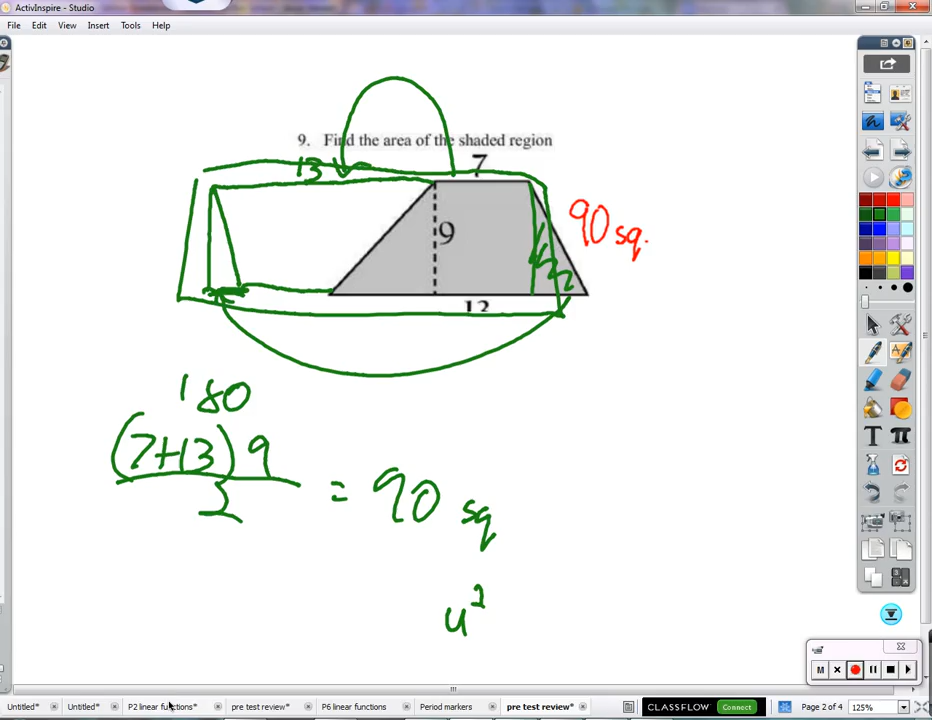 ActivInspire - Studio
File Edit View Insert Tools Help
9. Find the area of the shaded region
13
7
9
90 sq.
12
180
(7+13) 9
2
= 90 sq
u²
M
Untitled* Untitled* P2 linear functions* pre test review* P6 linear functions Period markers pre test review*
CLASSFLOW Connect
Page 2 of 4 125%